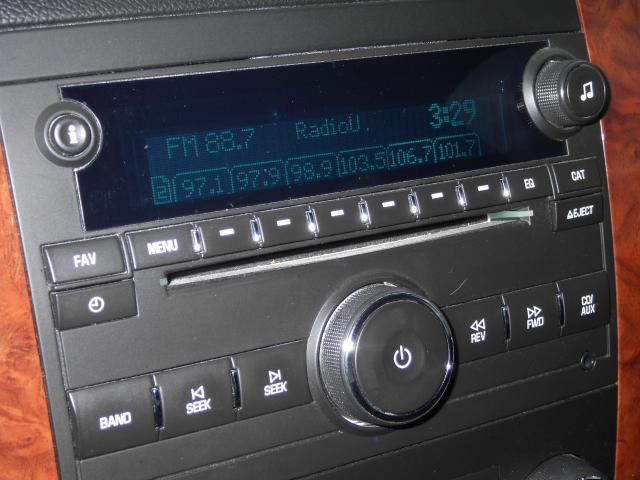 i
FM 88.7 RadioU 3:29
2 97.1 97.9 98.9 103.5 106.7 101.7
FAV MENU EQ CAT
EJECT
BAND SEEK SEEK REV FWD CD/AUX